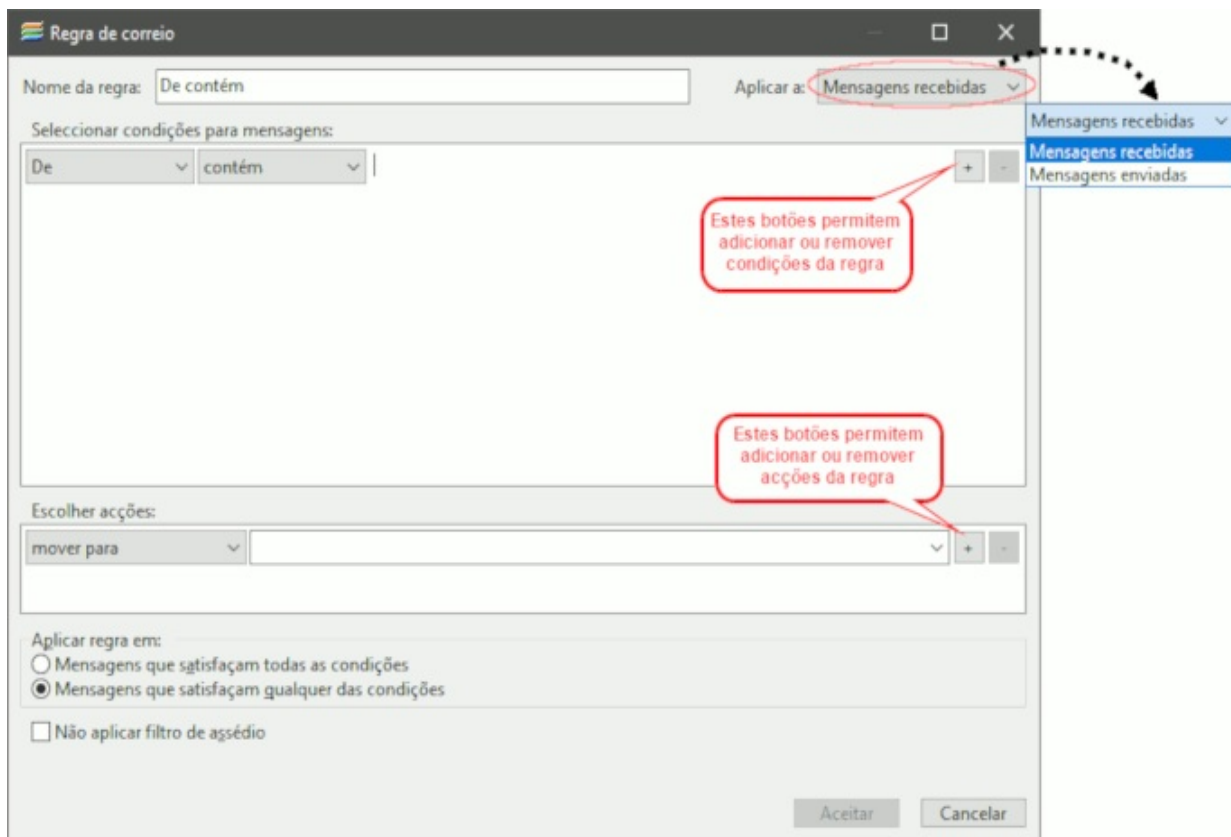 Regra de correio
Nome da regra: De contém Aplicar a: Mensagens recebidas
Mensagens recebidas
Mensagens recebidas
Mensagens enviadas
Seleccionar condições para mensagens:
De contém + -
Estes botões permitem
adicionar ou remover
condições da regra
Estes botões permitem
adicionar ou remover
acções da regra
Escolher acções:
mover para + -
Aplicar regra em:
Mensagens que satisfaçam todas as condições
Mensagens que satisfaçam qualquer das condições
Não aplicar filtro de assédio
Aceitar Cancelar